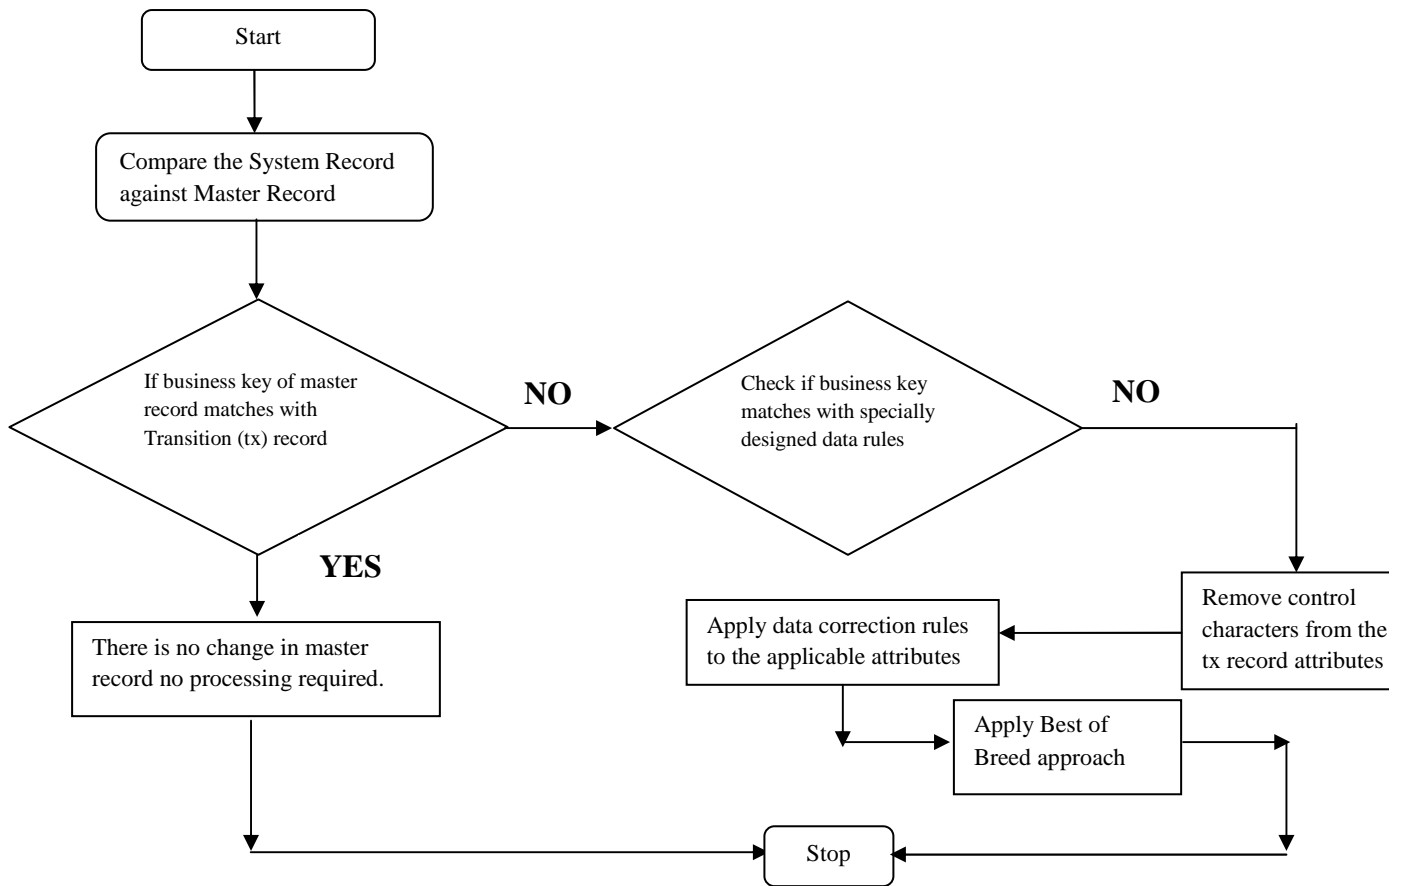 Start
Compare the System Record
against Master Record
If business key of master
record matches with
Transition (tx) record
NO
Check if business key
matches with specially
designed data rules
NO
YES
There is no change in master
record no processing required.
Remove control
characters from the
tx record attributes
Apply data correction rules
to the applicable attributes
Apply Best of
Breed approach
Stop